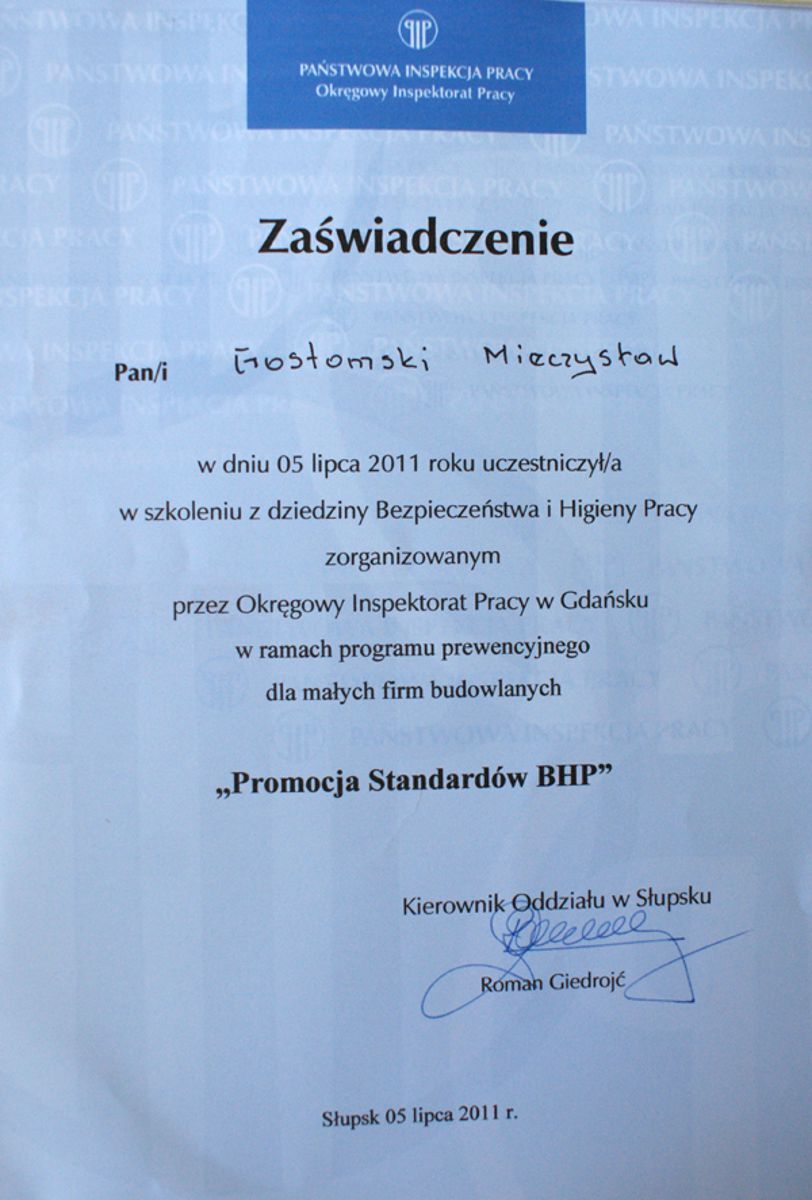 PAŃSTWOWA INSPEKCJA PRACY
Okręgowy Inspektorat Pracy
Zaświadczenie
Pan/i Gostomski Mieczysław
w dniu 05 lipca 2011 roku uczestniczył/a
w szkoleniu z dziedziny Bezpieczeństwa i Higieny Pracy
zorganizowanym
przez Okręgowy Inspektorat Pracy w Gdańsku
w ramach programu prewencyjnego
dla małych firm budowlanych
„Promocja Standardów BHP”
Kierownik Oddziału w Słupsku
Roman Giedrojć
Słupsk 05 lipca 2011 r.